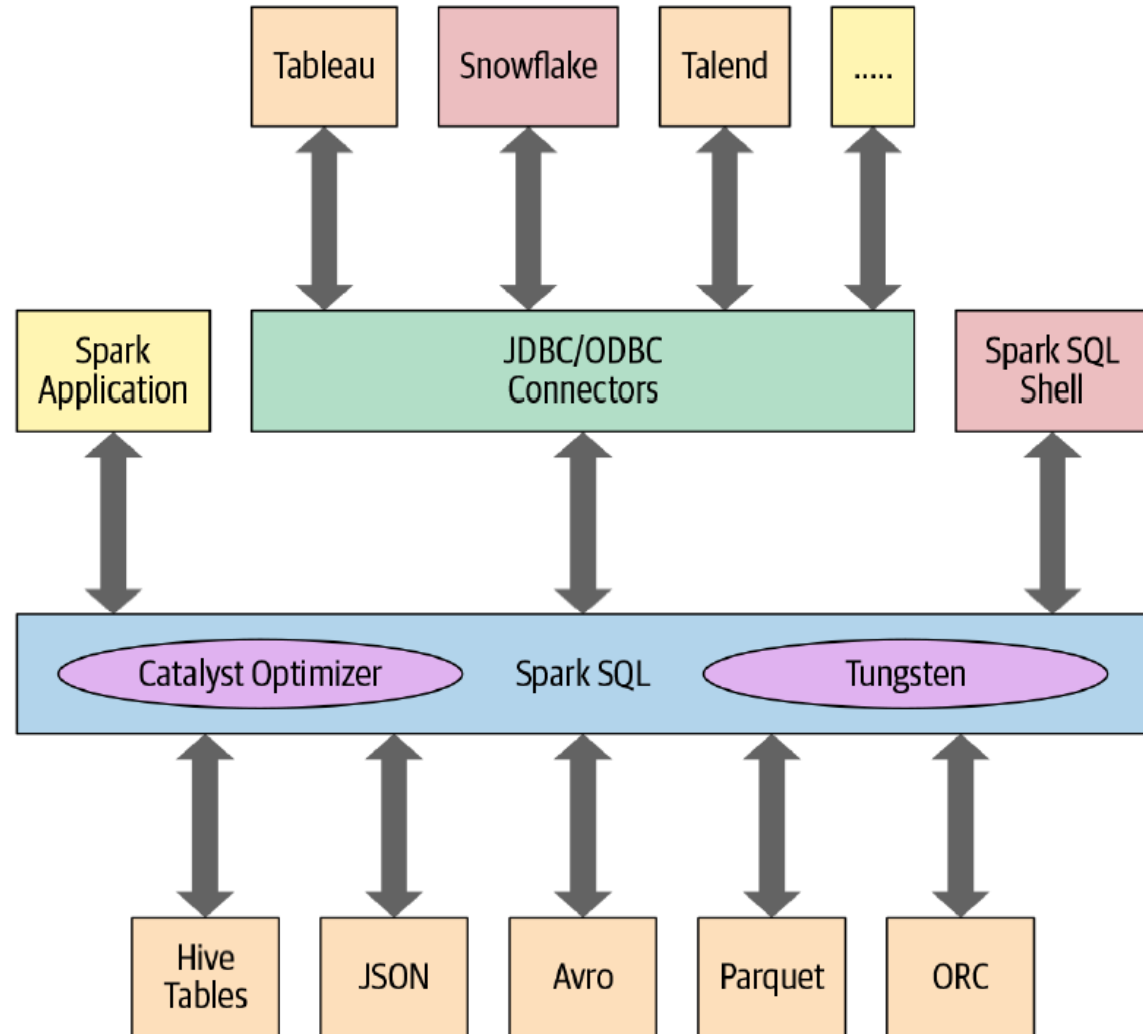 Tableau
Snowflake
Talend
.....
Spark
Application
JDBC/ODBC
Connectors
Spark SQL
Shell
Catalyst Optimizer
Spark SQL
Tungsten
Hive
Tables
JSON
Avro
Parquet
ORC